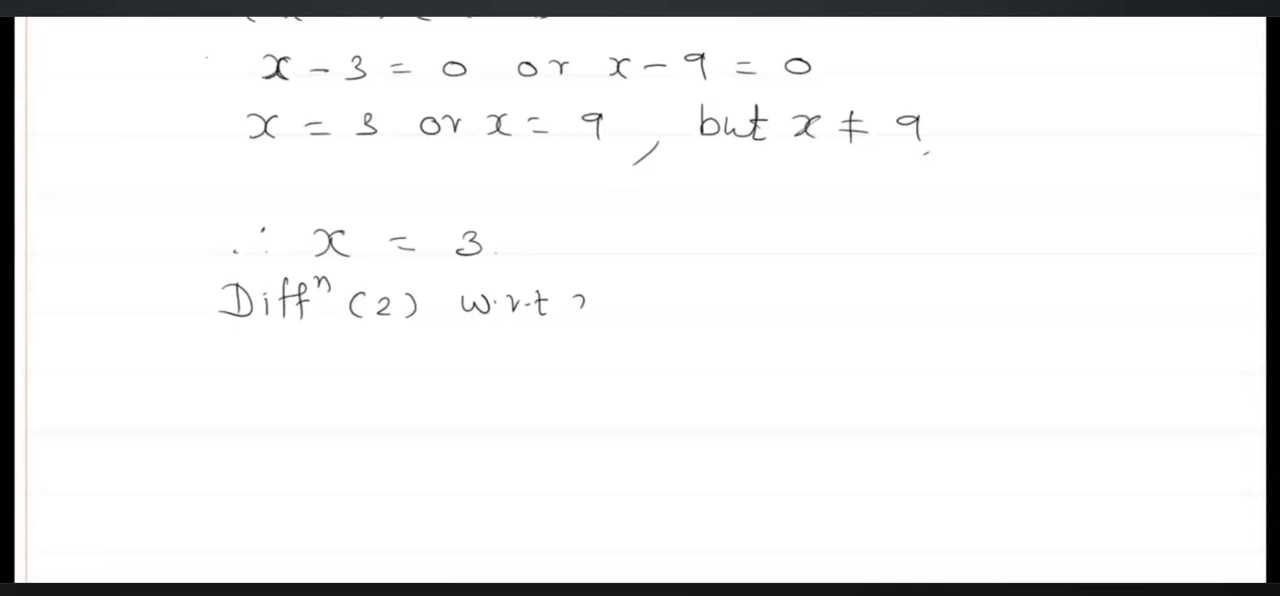 x - 3 = 0 or x - 9 = 0
x = 3 or x = 9 , but x ≠ 9.
∴ x = 3.
Diffⁿ (2) w.r.t